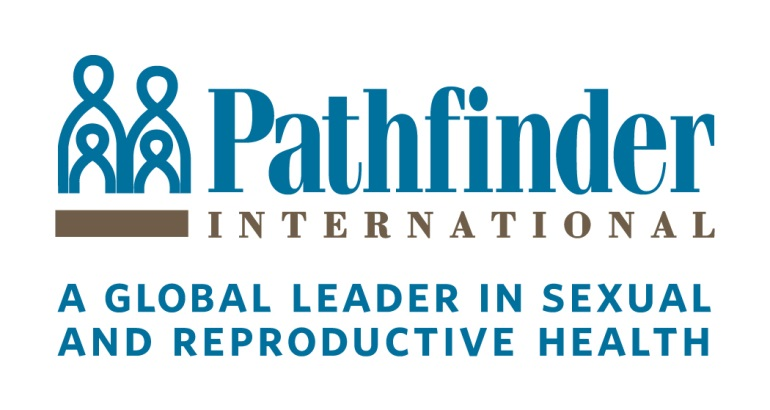 Pathfinder
INTERNATIONAL
A GLOBAL LEADER IN SEXUAL
AND REPRODUCTIVE HEALTH